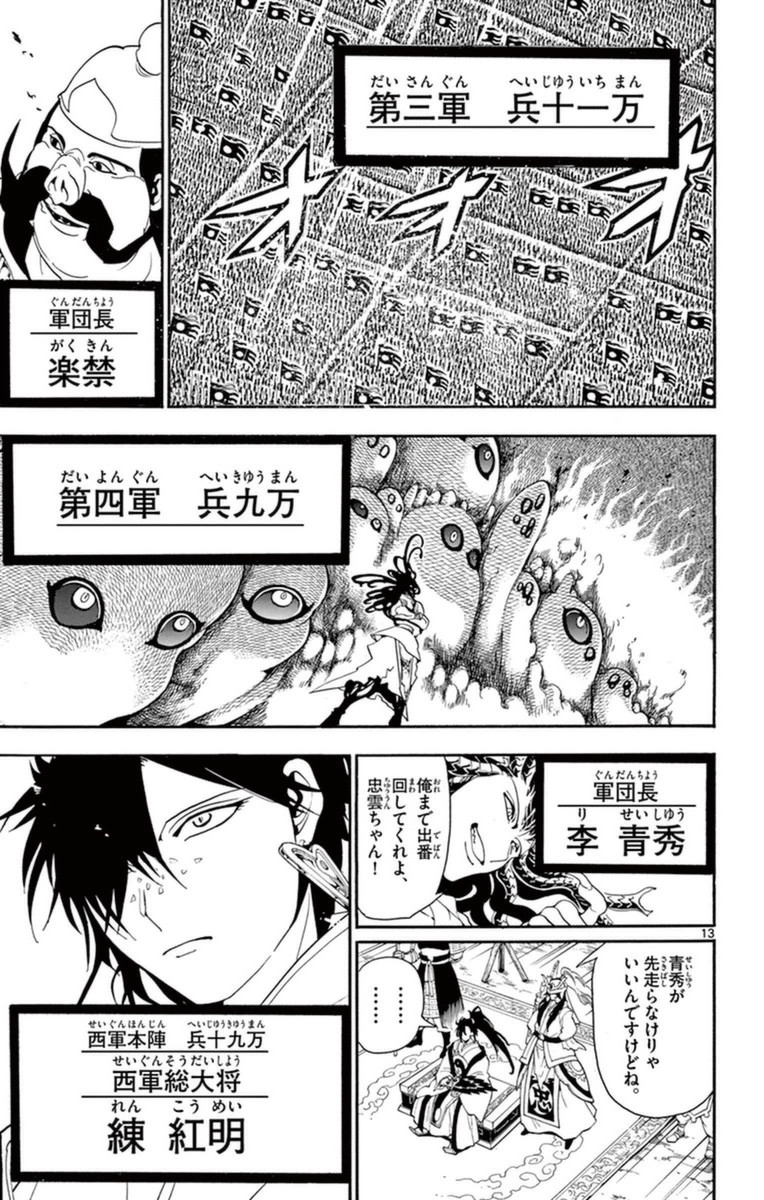 第三軍 兵十一万
オ
オ
オ
軍団長
楽禁
第四軍 兵九万
軍団長
李 青秀
俺まで出番
回してくれよ、
忠雲ちゃん!
13
青秀が
先走らなけりゃ
いいんですけどね。
……
……
西軍本陣 兵十九万
西軍総大将
練 紅明